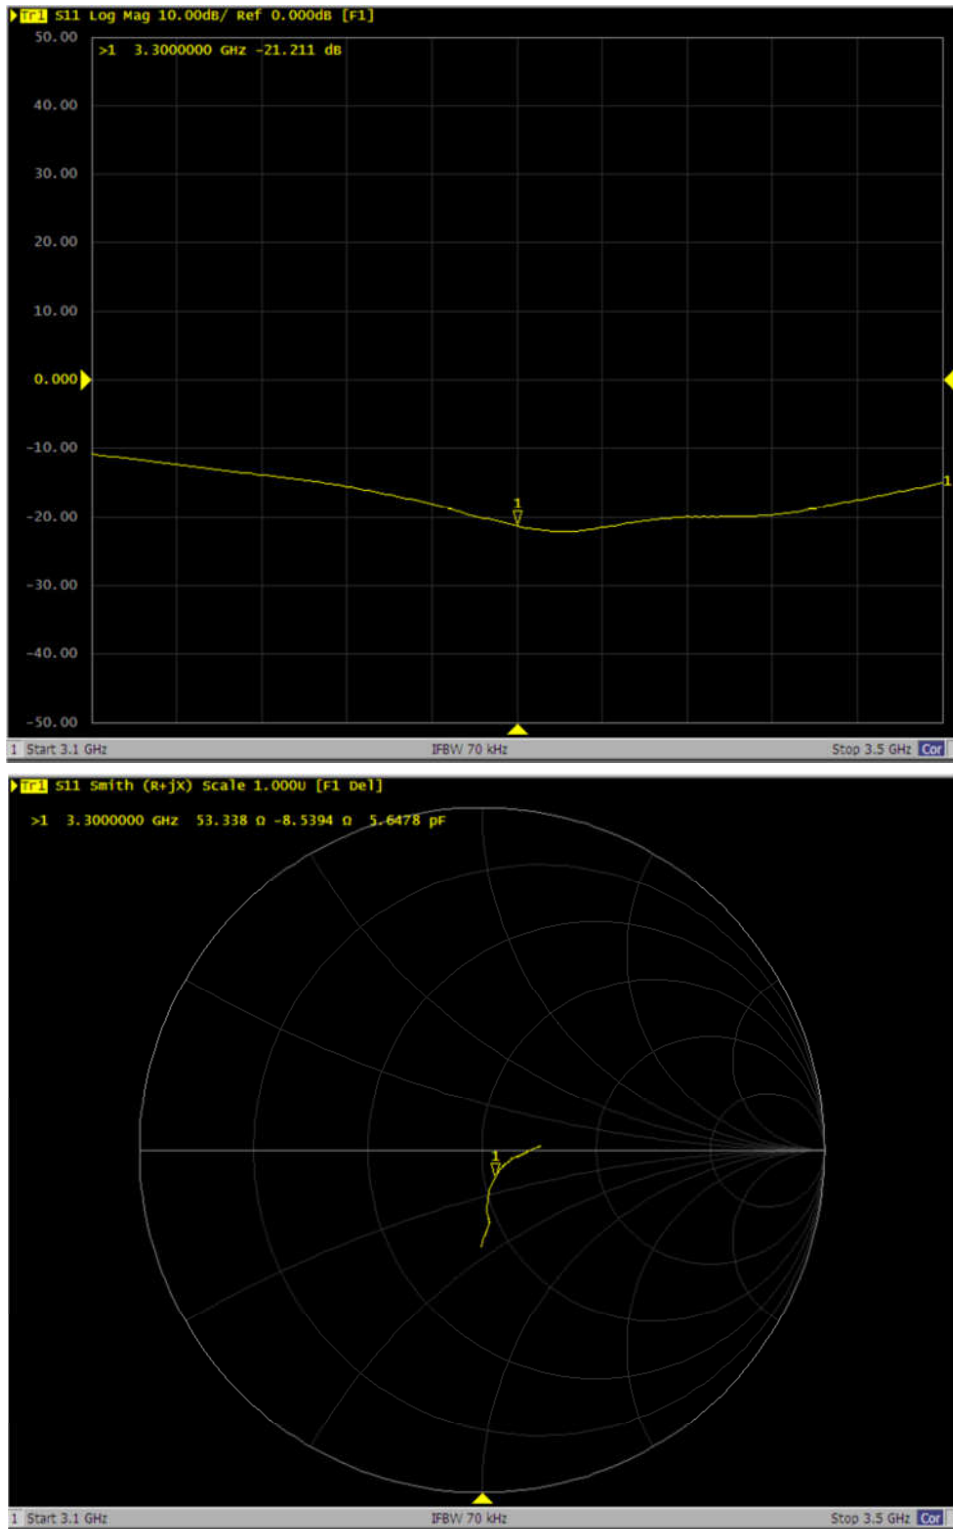 Tr1 S11 Log Mag 10.00dB/ Ref 0.000dB [F1]
50.00
>1 3.3000000 GHz -21.211 dB
40.00
30.00
20.00
10.00
0.000
-10.00
1
1
-20.00
-30.00
-40.00
-50.00
1 Start 3.1 GHz IFBW 70 kHz Stop 3.5 GHz Cor
Tr1 S11 Smith (R+jX) Scale 1.000U [F1 Del]
>1 3.3000000 GHz 53.338 Ω -8.5394 Ω 5.6478 pF
1
1 Start 3.1 GHz IFBW 70 kHz Stop 3.5 GHz Cor